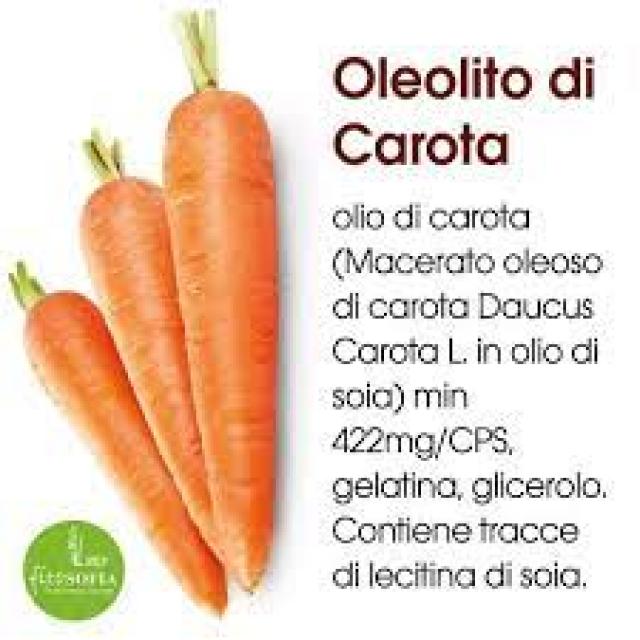 Oleolito di
Carota
olio di carota
(Macerato oleoso
di carota Daucus
Carota L. in olio di
soia) min
422mg/CPS,
gelatina, glicerolo.
Contiene tracce
di lecitina di soia.